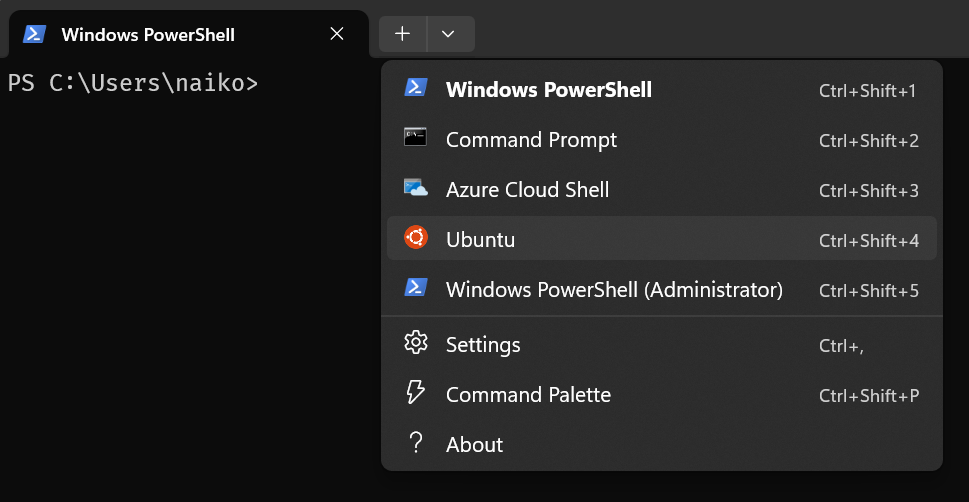 Windows PowerShell
PS C:\Users\naiko>
Windows PowerShell Ctrl+Shift+1
Command Prompt Ctrl+Shift+2
Azure Cloud Shell Ctrl+Shift+3
Ubuntu Ctrl+Shift+4
Windows PowerShell (Administrator) Ctrl+Shift+5
Settings Ctrl+,
Command Palette Ctrl+Shift+P
About